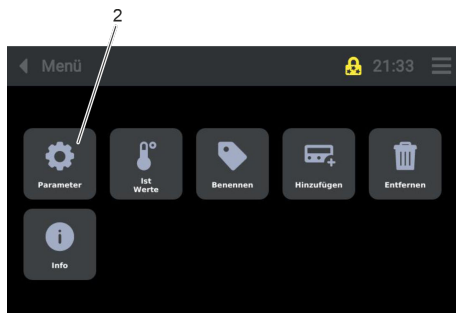 2
Menü
21:33
Parameter
Ist
Werte
Benennen
Hinzufügen
Entfernen
Info